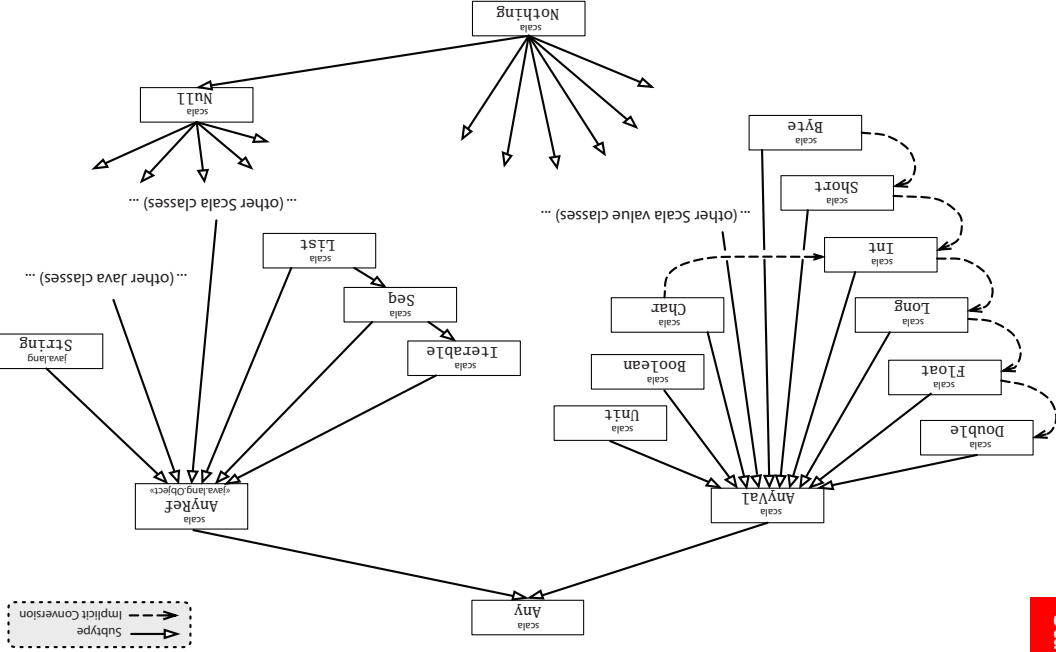 Subtype
Implicit Conversion
scala
Any
scala
AnyVal
scala
AnyRef
«java.lang.Object»
scala
Double
scala
Unit
scala
Float
scala
Boolean
scala
Iterable
java.lang
String
scala
Long
scala
Char
scala
Seq
... (other Java classes) ...
scala
Int
scala
List
... (other Scala value classes) ...
... (other Scala classes) ...
scala
Short
scala
Byte
scala
Null
scala
Nothing